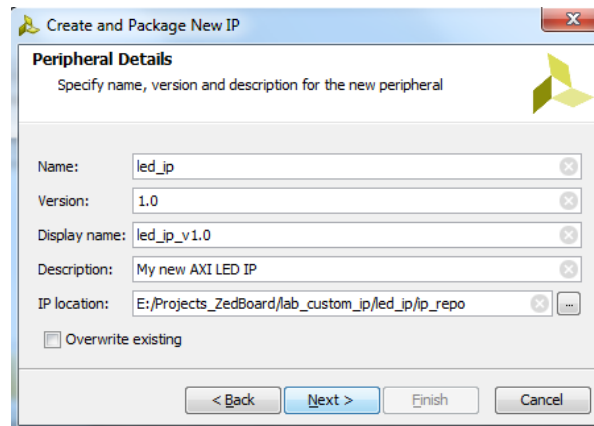 Create and Package New IP
Peripheral Details
Specify name, version and description for the new peripheral
Name: led_ip
Version: 1.0
Display name: led_ip_v1.0
Description: My new AXI LED IP
IP location: E:/Projects_ZedBoard/lab_custom_ip/led_ip/ip_repo ...
Overwrite existing
< Back Next > Finish Cancel